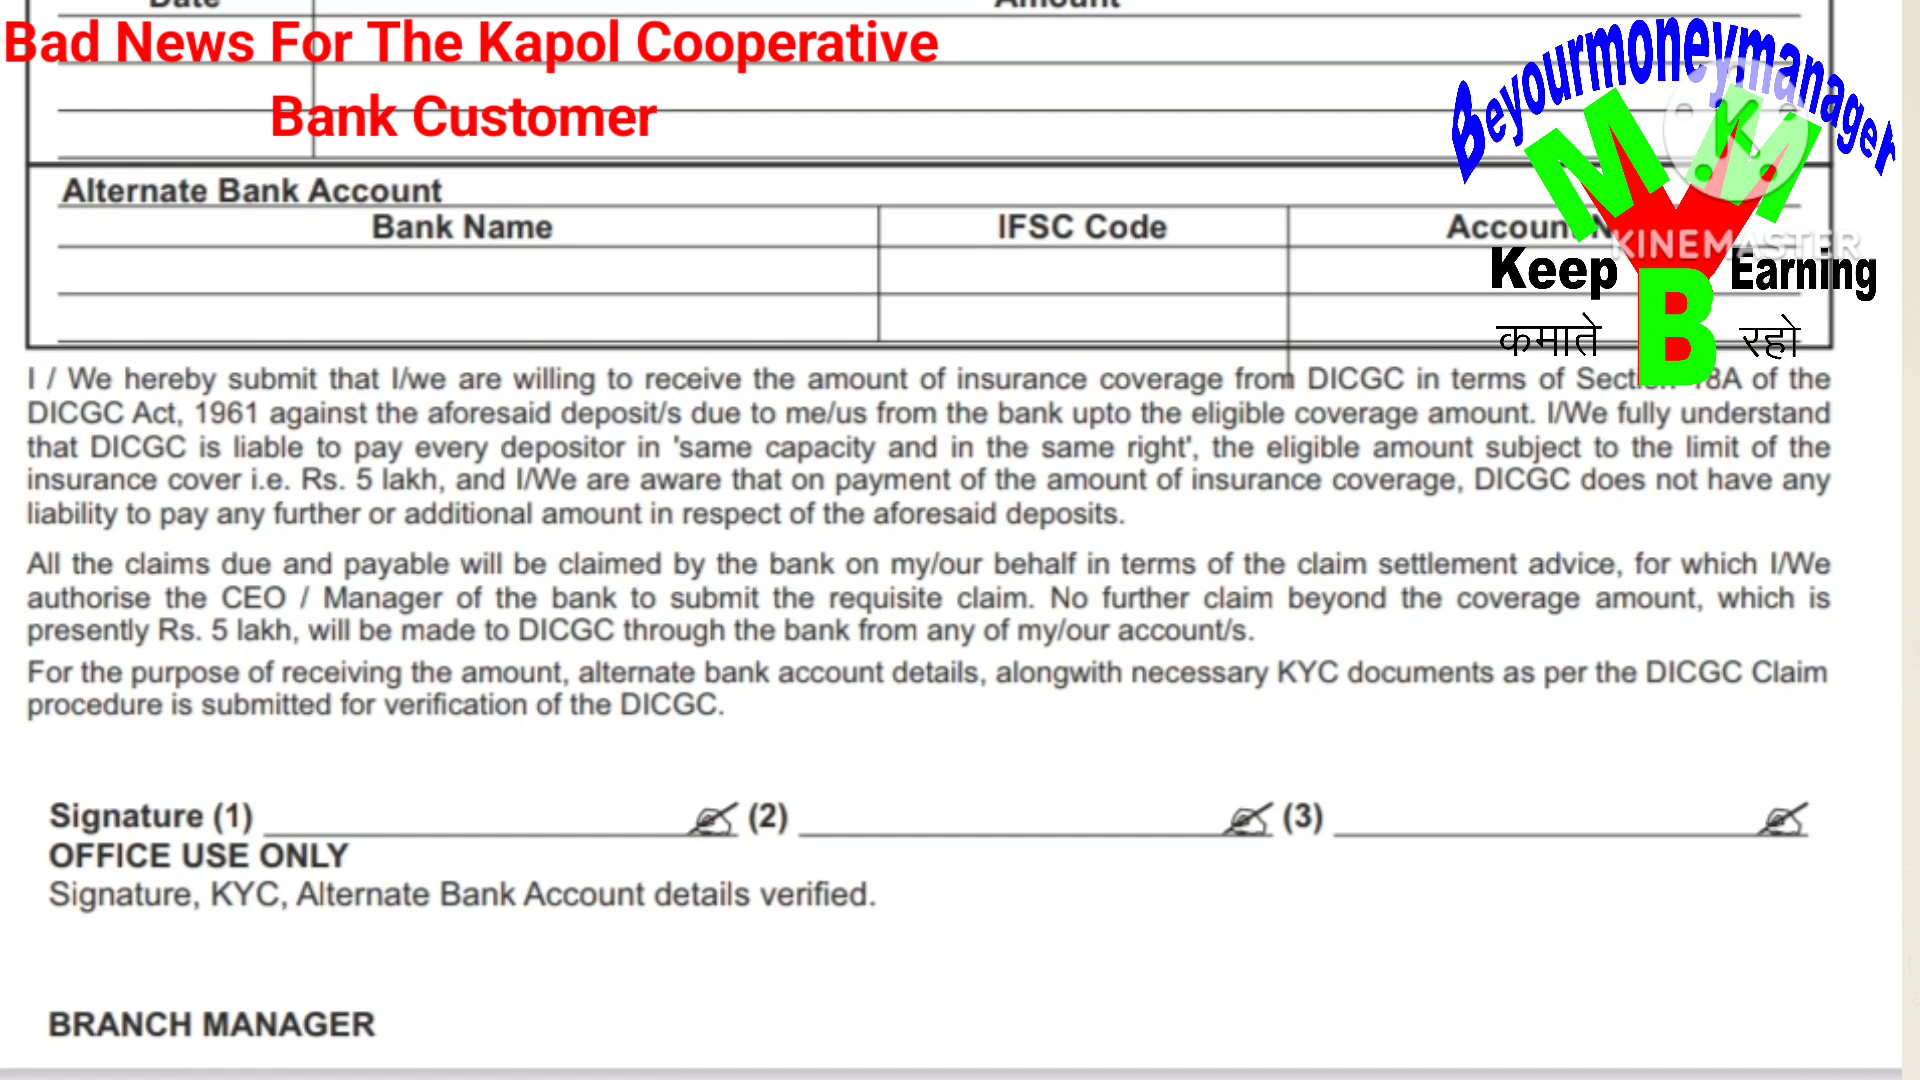 Date Amount
Bad News For The Kapol Cooperative
Bank Customer
Beyourmoneymanager
M M
KINEMASTER
Keep Earning
B
कमाते रहो
Alternate Bank Account
Bank Name IFSC Code
I / We hereby submit that I/we are willing to receive the amount of insurance coverage from DICGC in terms of 18A of the
DICGC Act, 1961 against the aforesaid deposit/s due to me/us from the bank upto the eligible coverage amount. I/We fully understand
that DICGC is liable to pay every depositor in 'same capacity and in the same right', the eligible amount subject to the limit of the
insurance cover i.e. Rs. 5 lakh, and I/We are aware that on payment of the amount of insurance coverage, DICGC does not have any
liability to pay any further or additional amount in respect of the aforesaid deposits.
All the claims due and payable will be claimed by the bank on my/our behalf in terms of the claim settlement advice, for which I/We
authorise the CEO / Manager of the bank to submit the requisite claim. No further claim beyond the coverage amount, which is
presently Rs. 5 lakh, will be made to DICGC through the bank from any of my/our account/s.
For the purpose of receiving the amount, alternate bank account details, alongwith necessary KYC documents as per the DICGC Claim
procedure is submitted for verification of the DICGC.
Signature (1) (2) (3)
OFFICE USE ONLY
Signature, KYC, Alternate Bank Account details verified.
BRANCH MANAGER